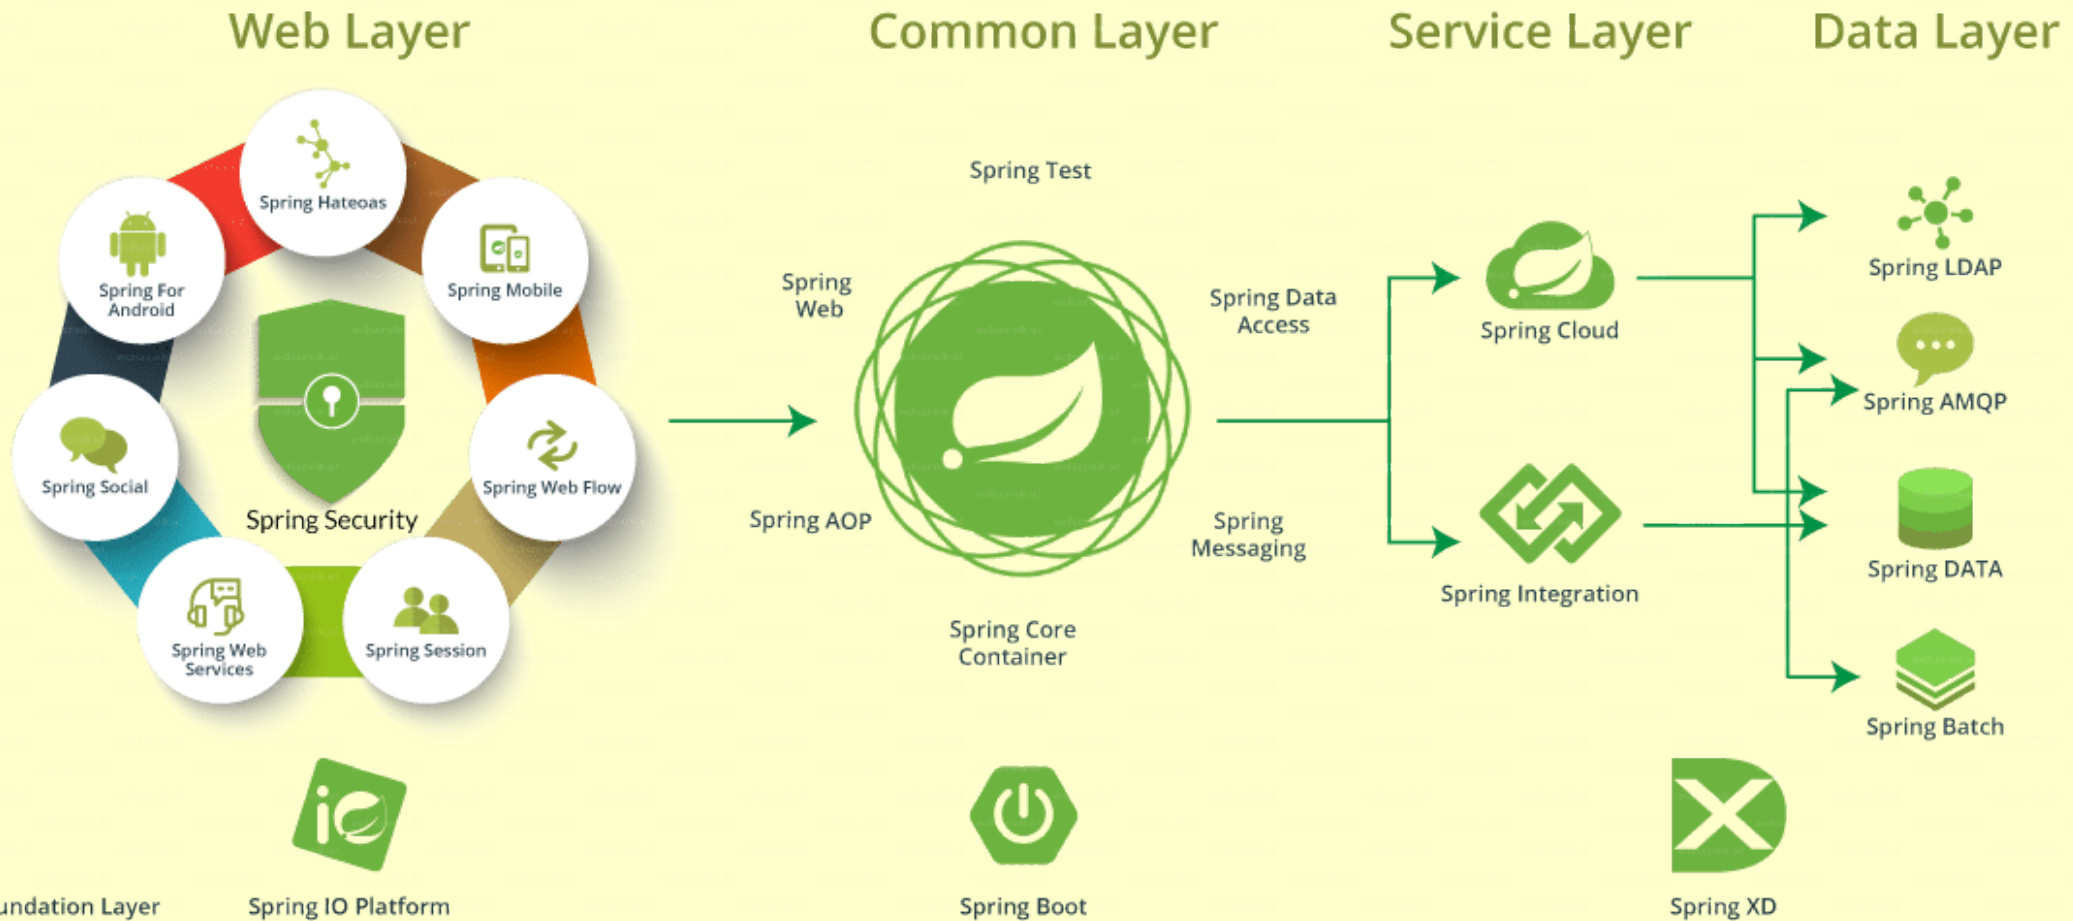 Web Layer
Common Layer
Service Layer
Data Layer
Spring Hateoas
Spring For
Android
Spring Mobile
Spring Social
Spring Web Flow
Spring Security
Spring Web
Services
Spring Session
Spring Test
Spring
Web
Spring Data
Access
Spring AOP
Spring
Messaging
Spring Core
Container
Spring Cloud
Spring Integration
Spring LDAP
Spring AMQP
Spring DATA
Spring Batch
io
undation Layer
Spring IO Platform
Spring Boot
Spring XD